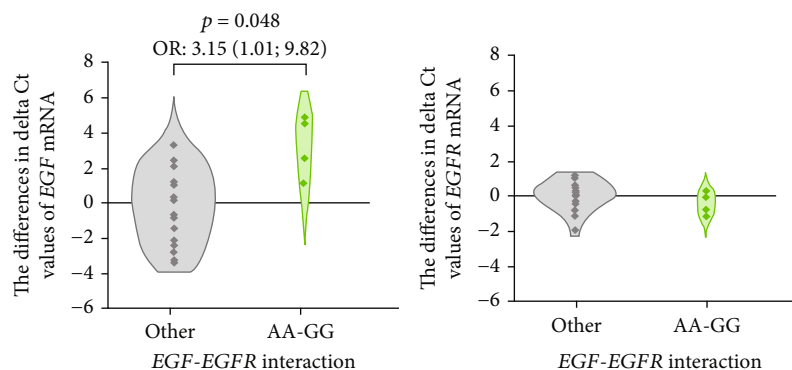 p = 0.048
OR: 3.15 (1.01; 9.82)
The differences in delta Ct
values of EGF mRNA
8
6
4
2
0
−2
−4
−6
Other
AA-GG
EGF-EGFR interaction
The differences in delta Ct
values of EGFR mRNA
8
6
4
2
0
−2
−4
−6
Other
AA-GG
EGF-EGFR interaction